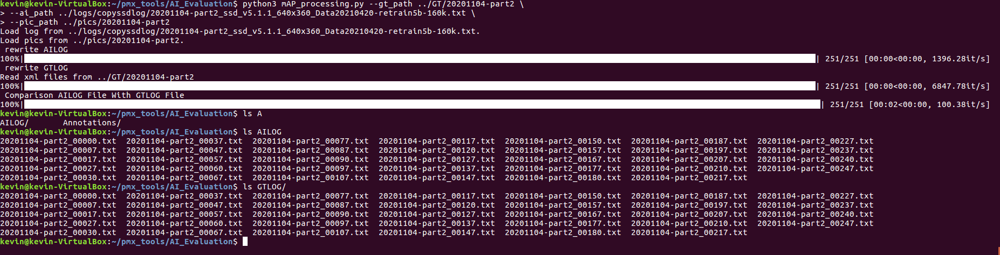 kevin@kevin-VirtualBox:~/pmx_tools/AI_Evaluation$ python3 mAP_processing.py --gt_path ../GT/20201104-part2 \
> --ai_path ../logs/copyssdlog/20201104-part2_ssd_v5.1.1_640x360_Data20210420-retrain5b-160k.txt \
> --pic_path ../pics/20201104-part2
Load log from ../logs/copyssdlog/20201104-part2_ssd_v5.1.1_640x360_Data20210420-retrain5b-160k.txt.
Load pics from ../pics/20201104-part2.
 rewrite AILOG
100%| | 251/251 [00:00<00:00, 1396.28it/s]
 rewrite GTLOG
Read xml files from ../GT/20201104-part2
100%| | 251/251 [00:00<00:00, 6847.78it/s]
 Comparison AILOG File With GTLOG File
100%| | 251/251 [00:02<00:00, 100.38it/s]
kevin@kevin-VirtualBox:~/pmx_tools/AI_Evaluation$ ls A
AILOG/       Annotations/
kevin@kevin-VirtualBox:~/pmx_tools/AI_Evaluation$ ls AILOG
20201104-part2_00000.txt  20201104-part2_00037.txt  20201104-part2_00077.txt  20201104-part2_00117.txt  20201104-part2_00150.txt  20201104-part2_00187.txt  20201104-part2_00227.txt
20201104-part2_00007.txt  20201104-part2_00047.txt  20201104-part2_00087.txt  20201104-part2_00120.txt  20201104-part2_00157.txt  20201104-part2_00197.txt  20201104-part2_00237.txt
20201104-part2_00017.txt  20201104-part2_00057.txt  20201104-part2_00090.txt  20201104-part2_00127.txt  20201104-part2_00167.txt  20201104-part2_00207.txt  20201104-part2_00240.txt
20201104-part2_00027.txt  20201104-part2_00060.txt  20201104-part2_00097.txt  20201104-part2_00137.txt  20201104-part2_00177.txt  20201104-part2_00210.txt  20201104-part2_00247.txt
20201104-part2_00030.txt  20201104-part2_00067.txt  20201104-part2_00107.txt  20201104-part2_00147.txt  20201104-part2_00180.txt  20201104-part2_00217.txt
kevin@kevin-VirtualBox:~/pmx_tools/AI_Evaluation$ ls GTLOG/
20201104-part2_00000.txt  20201104-part2_00037.txt  20201104-part2_00077.txt  20201104-part2_00117.txt  20201104-part2_00150.txt  20201104-part2_00187.txt  20201104-part2_00227.txt
20201104-part2_00007.txt  20201104-part2_00047.txt  20201104-part2_00087.txt  20201104-part2_00120.txt  20201104-part2_00157.txt  20201104-part2_00197.txt  20201104-part2_00237.txt
20201104-part2_00017.txt  20201104-part2_00057.txt  20201104-part2_00090.txt  20201104-part2_00127.txt  20201104-part2_00167.txt  20201104-part2_00207.txt  20201104-part2_00240.txt
20201104-part2_00027.txt  20201104-part2_00060.txt  20201104-part2_00097.txt  20201104-part2_00137.txt  20201104-part2_00177.txt  20201104-part2_00210.txt  20201104-part2_00247.txt
20201104-part2_00030.txt  20201104-part2_00067.txt  20201104-part2_00107.txt  20201104-part2_00147.txt  20201104-part2_00180.txt  20201104-part2_00217.txt
kevin@kevin-VirtualBox:~/pmx_tools/AI_Evaluation$